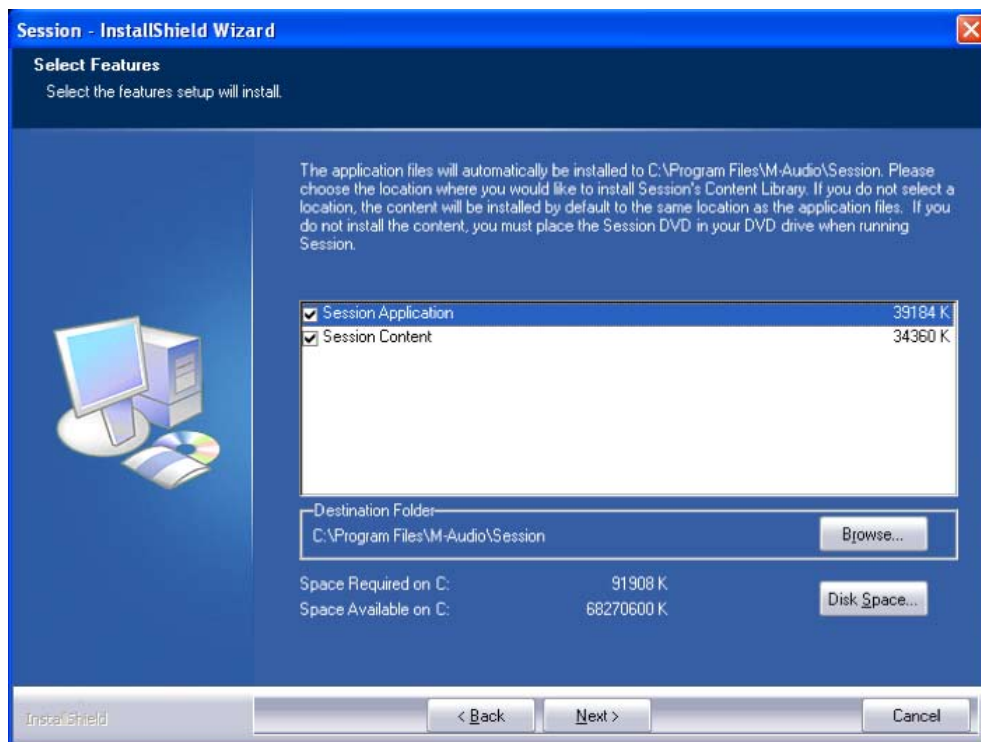 Session - InstallShield Wizard
Select Features
Select the features setup will install.
The application files will automatically be installed to C:\Program Files\M-Audio\Session. Please
choose the location where you would like to install Session's Content Library. If you do not select a
location, the content will be installed by default to the same location as the application files. If you
do not install the content, you must place the Session DVD in your DVD drive when running
Session.
Session Application 39184 K
Session Content 34360 K
Destination Folder
C:\Program Files\M-Audio\Session
Browse...
Space Required on C: 91908 K
Space Available on C: 68270600 K
Disk Space...
InstallShield
< Back
Next >
Cancel